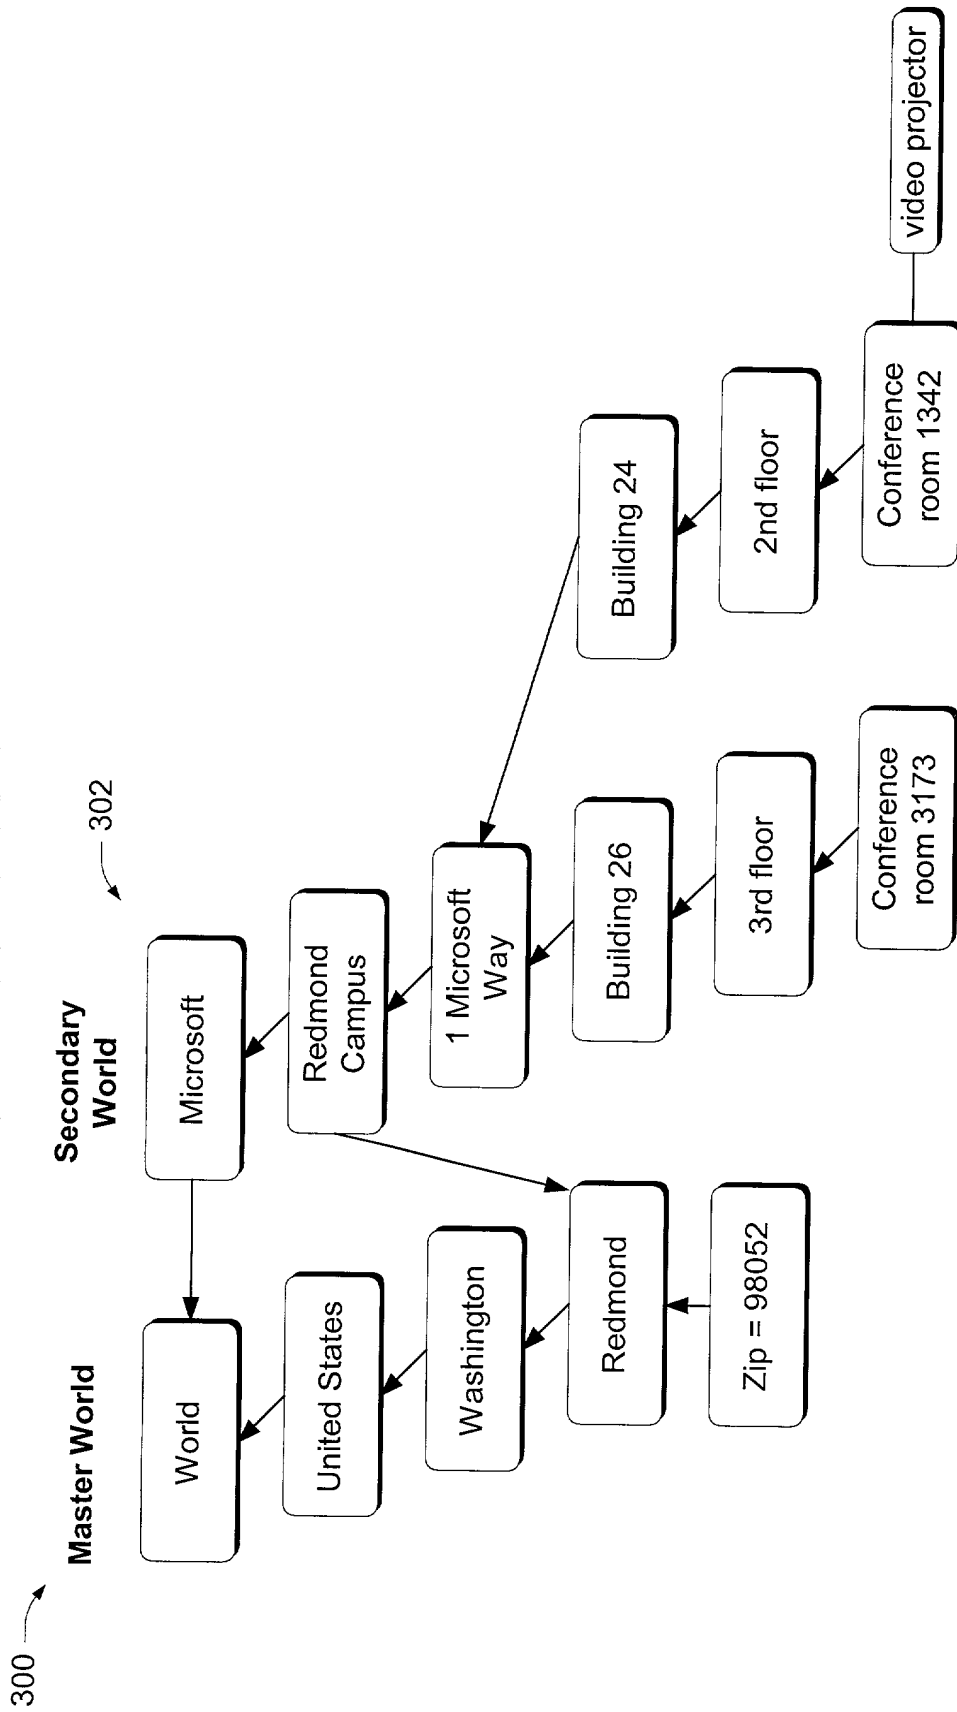 300
Master World
Secondary
World
302
World
Microsoft
United States
Redmond
Campus
Washington
1 Microsoft
Way
Redmond
Building 26
Building 24
Zip = 98052
3rd floor
2nd floor
Conference
room 3173
Conference
room 1342
video projector